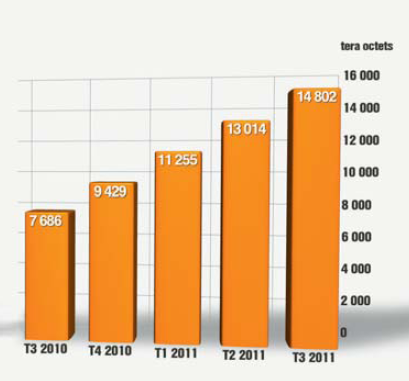 tera octets
16 000
14 802
14 000
13 014
12 000
11 255
10 000
9 429
8 000
7 686
6 000
4 000
2 000
0
T3 2010
T4 2010
T1 2011
T2 2011
T3 2011